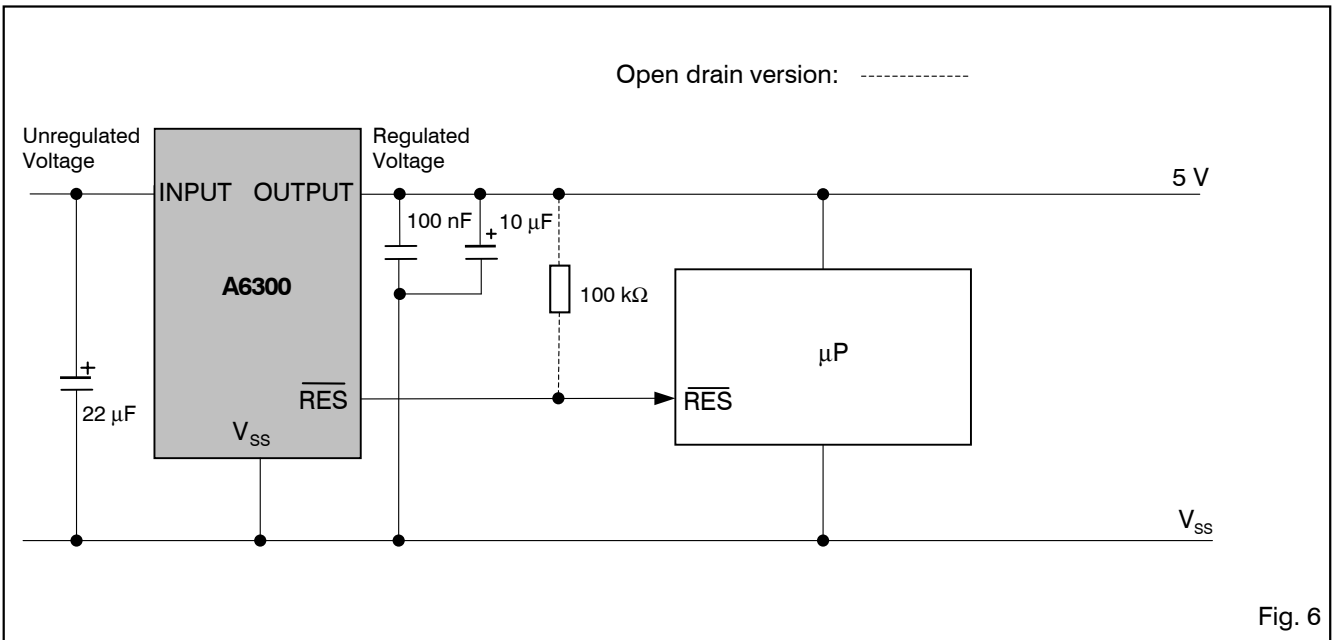 Open drain version:
Unregulated
Voltage
Regulated
Voltage
5 V
INPUT OUTPUT
100 nF
+ 10 μF
A6300
100 kΩ
μP
+
22 μF
RES
RES
VSS
VSS
Fig. 6